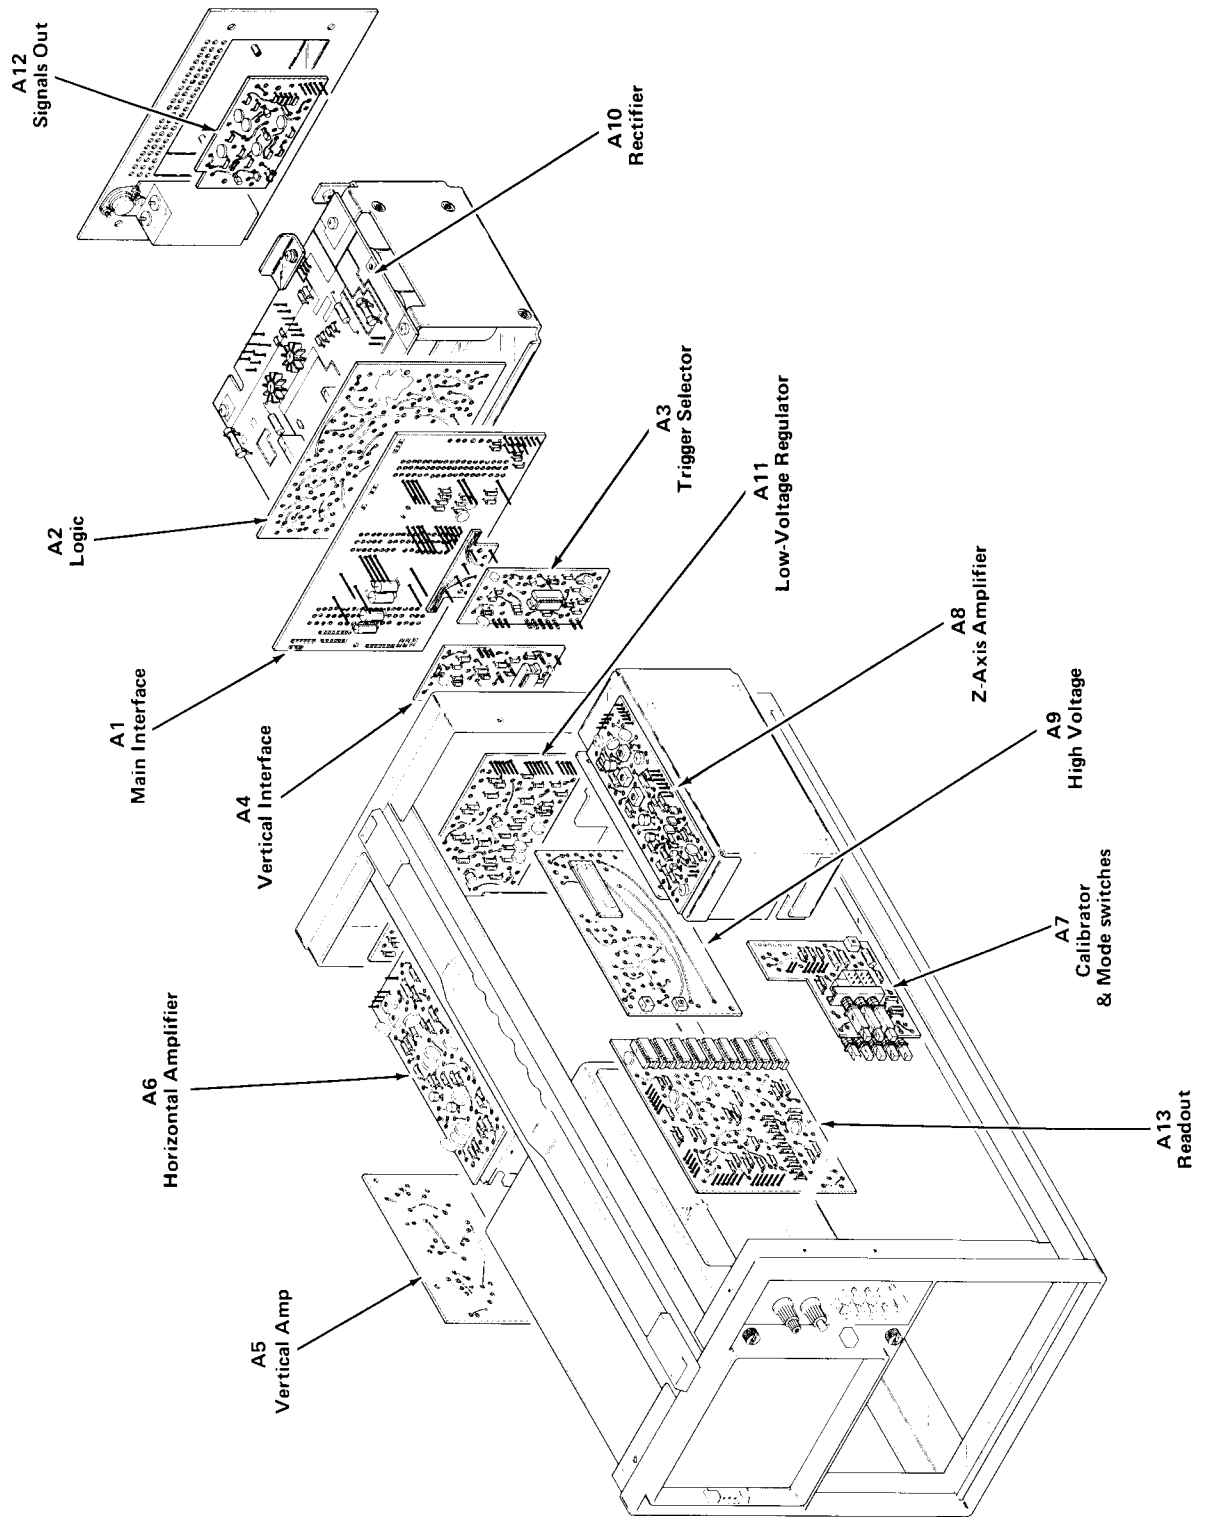 A12
Signals Out
A10
Rectifier
A2
Logic
A3
Trigger Selector
A11
Low-Voltage Regulator
A1
Main Interface
A4
Vertical Interface
A8
Z-Axis Amplifier
A9
High Voltage
A7
Calibrator
& Mode switches
A6
Horizontal Amplifier
A13
Readout
A5
Vertical Amp